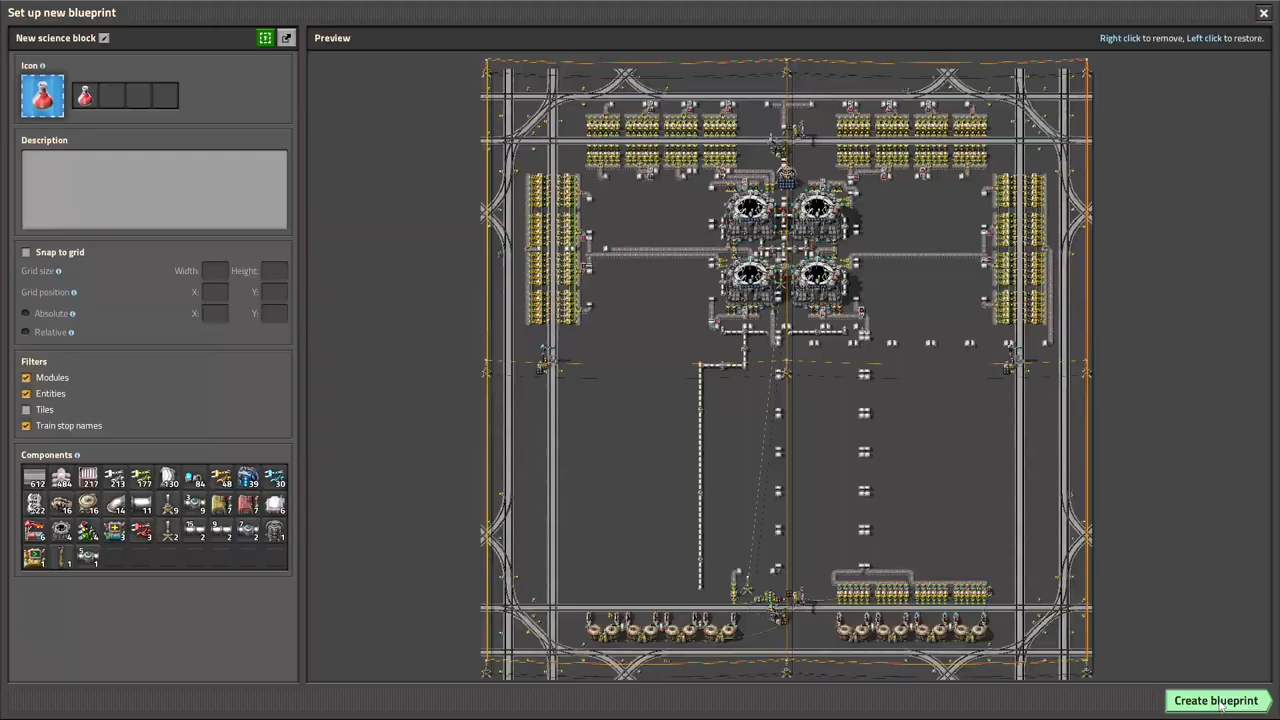 Set up new blueprint
New science block
Preview
Right click to remove, Left click to restore.
Icon
Description
Snap to grid
Grid size Width: Height:
Grid position X: Y:
Absolute X: Y:
Relative
Filters
Modules
Entities
Tiles
Train stop names
Components
612 484 217 213 177 130 84 48 39 30
22 16 16 14 11 9 9 7 7 6
6 4 4 3 3 2 2 2 2 1
1 1 1
Create blueprint